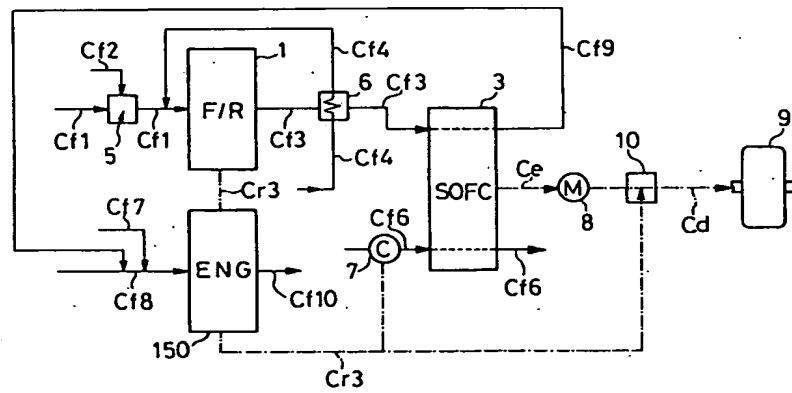 Cf9
Cf4
1
Cf2
6
Cf3
3
F/R
Cf1
5
Cf1
Cf3
Cf4
9
10
SOFC
Ce
M
8
Cd
Cr3
Cf7
Cf6
7
C
Cf6
ENG
Cf8
Cf10
150
Cr3